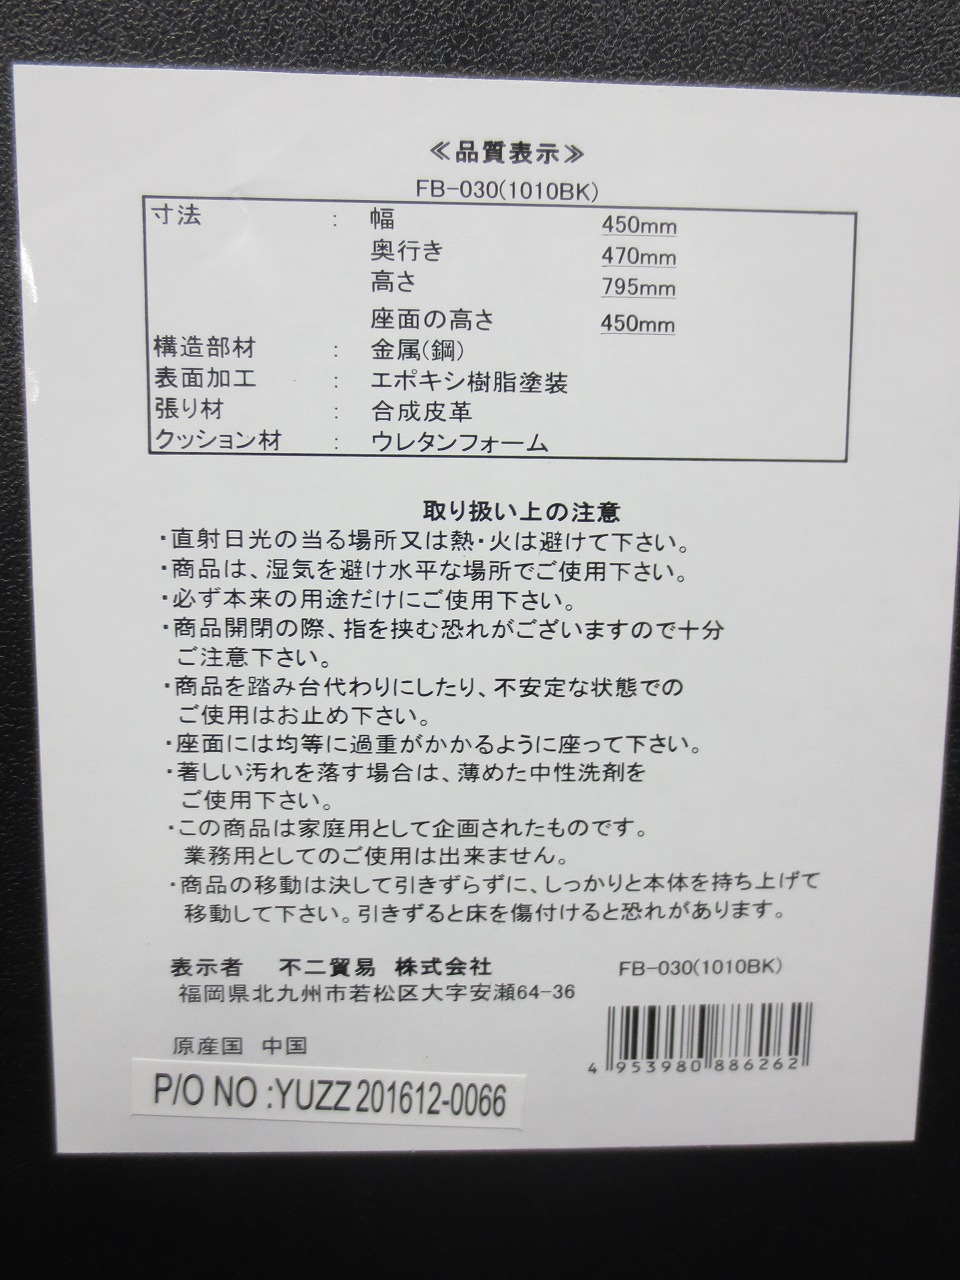 ≪品質表示≫
FB-030(1010BK)
寸法 : 幅 450mm
奥行き 470mm
高さ 795mm
座面の高さ 450mm
構造部材 : 金属(鋼)
表面加工 : エポキシ樹脂塗装
張り材 : 合成皮革
クッション材 : ウレタンフォーム
取り扱い上の注意
・直射日光の当る場所又は熱・火は避けて下さい。
・商品は、湿気を避け水平な場所でご使用下さい。
・必ず本来の用途だけにご使用下さい。
・商品開閉の際、指を挟む恐れがございますので十分
ご注意下さい。
・商品を踏み台代わりにしたり、不安定な状態での
ご使用はお止め下さい。
・座面には均等に過重がかかるように座って下さい。
・著しい汚れを落す場合は、薄めた中性洗剤を
ご使用下さい。
・この商品は家庭用として企画されたものです。
業務用としてのご使用は出来ません。
・商品の移動は決して引きずらずに、しっかりと本体を持ち上げて
移動して下さい。引きずると床を傷付けると恐れがあります。
表示者 不二貿易 株式会社 FB-030(1010BK)
福岡県北九州市若松区大字安瀬64-36
原産国 中国
4 953980 886262
P/O NO :YUZZ201612-0066